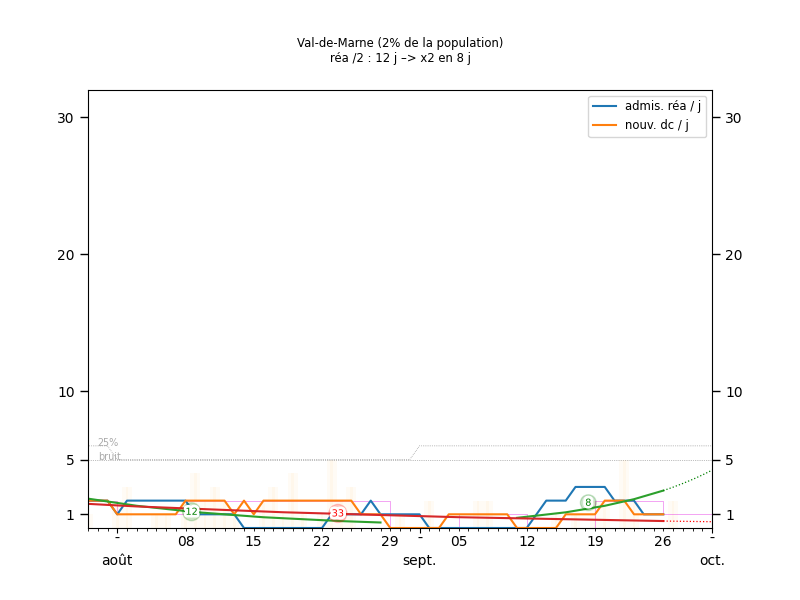 Val-de-Marne (2% de la population)
réa /2 : 12 j –> x2 en 8 j
admis. réa / j
nouv. dc / j
30
30
20
20
10
10
25%
bruit
5
5
1
1
12
33
8
- 08 15 22 29 - 05 12 19 26 -
août sept. oct.